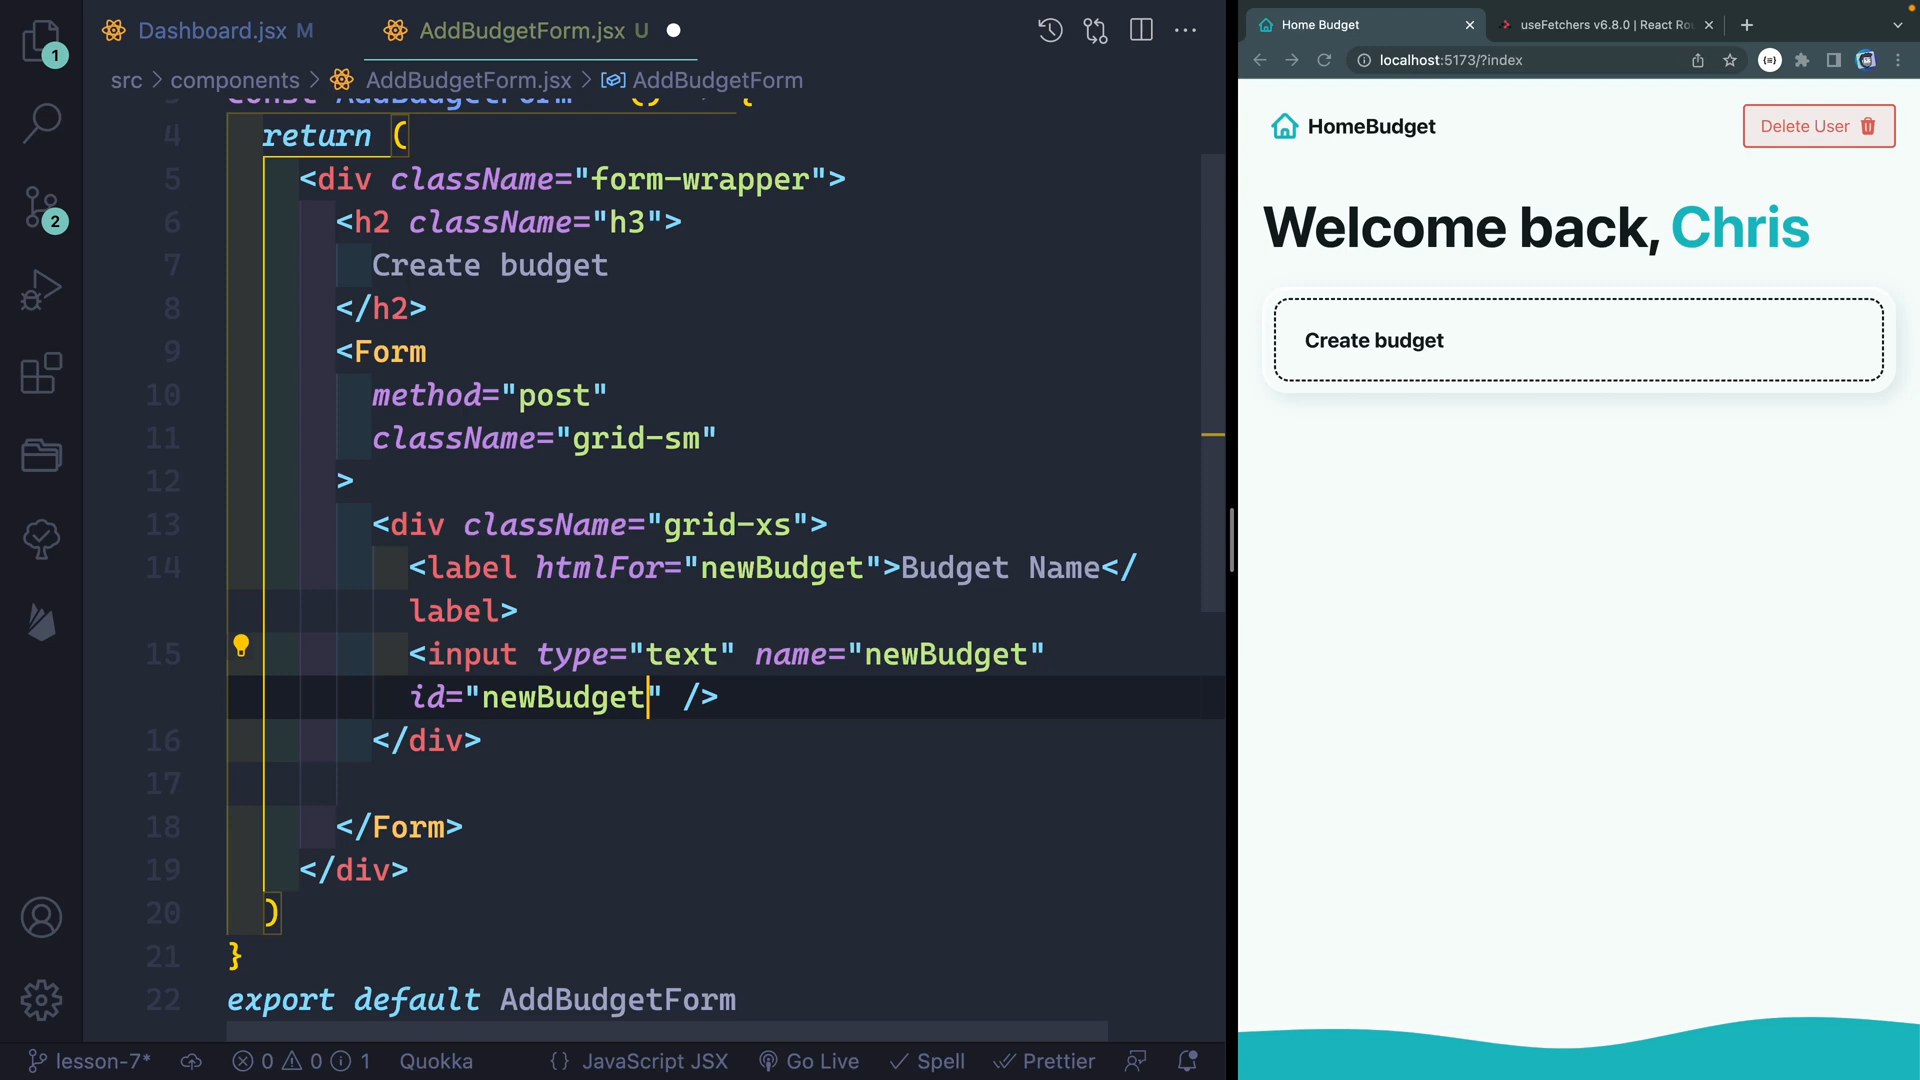 Dashboard.jsx M
AddBudgetForm.jsx U
src > components > AddBudgetForm.jsx > AddBudgetForm
4 return (
5 <div className="form-wrapper">
6 <h2 className="h3">
7 Create budget
8 </h2>
9 <Form
10 method="post"
11 className="grid-sm"
12 >
13 <div className="grid-xs">
14 <label htmlFor="newBudget">Budget Name</
label>
15 <input type="text" name="newBudget"
id="newBudget" />
16 </div>
17
18 </Form>
19 </div>
20 )
21 }
22 export default AddBudgetForm
1
2
lesson-7*
0 0 1
Quokka
{} JavaScript JSX
Go Live
Spell
Prettier
Home Budget
useFetchers v6.8.0 | React Ro
localhost:5173/?index
HomeBudget
Delete User
Welcome back, Chris
Create budget